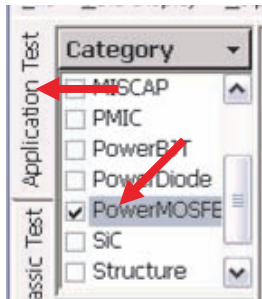 Category
Application Test
MISCAP
PMIC
PowerBJT
PowerDiode
PowerMOSFE
SiC
Structure
assic Test